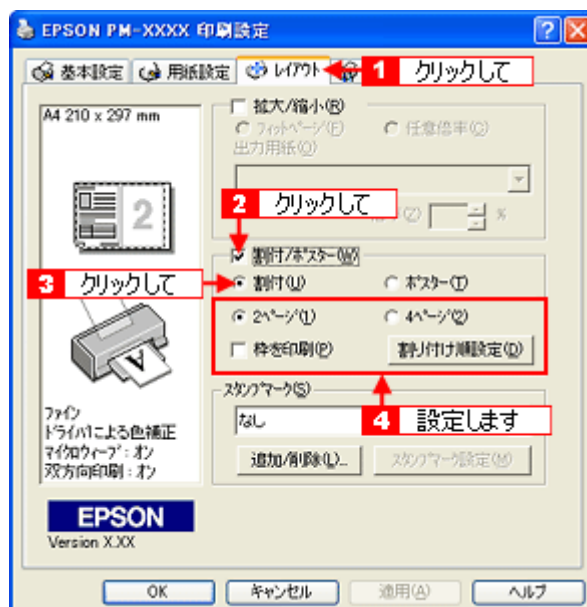 EPSON PM-XXXX 印刷設定
基本設定 用紙設定 レイアウト 1 クリックして
A4 210 x 297 mm
2
拡大/縮小(R)
フィットページ(F) 任意倍率(C)
出力用紙(O)
2 クリックして
(Z) %
割付/ポスター(W)
3 クリックして
割付(U) ポスター(T)
2ページ(1) 4ページ(2)
枠を印刷(P) 割り付け順設定(D)
A
スタンプマーク(S)
なし
4 設定します
追加/削除(L)... スタンプマーク設定(M)
ファイン
ドライバによる色補正
マイクロウィーブ : オン
双方向印刷 : オン
EPSON
Version X.XX
OK キャンセル 適用(A) ヘルプ